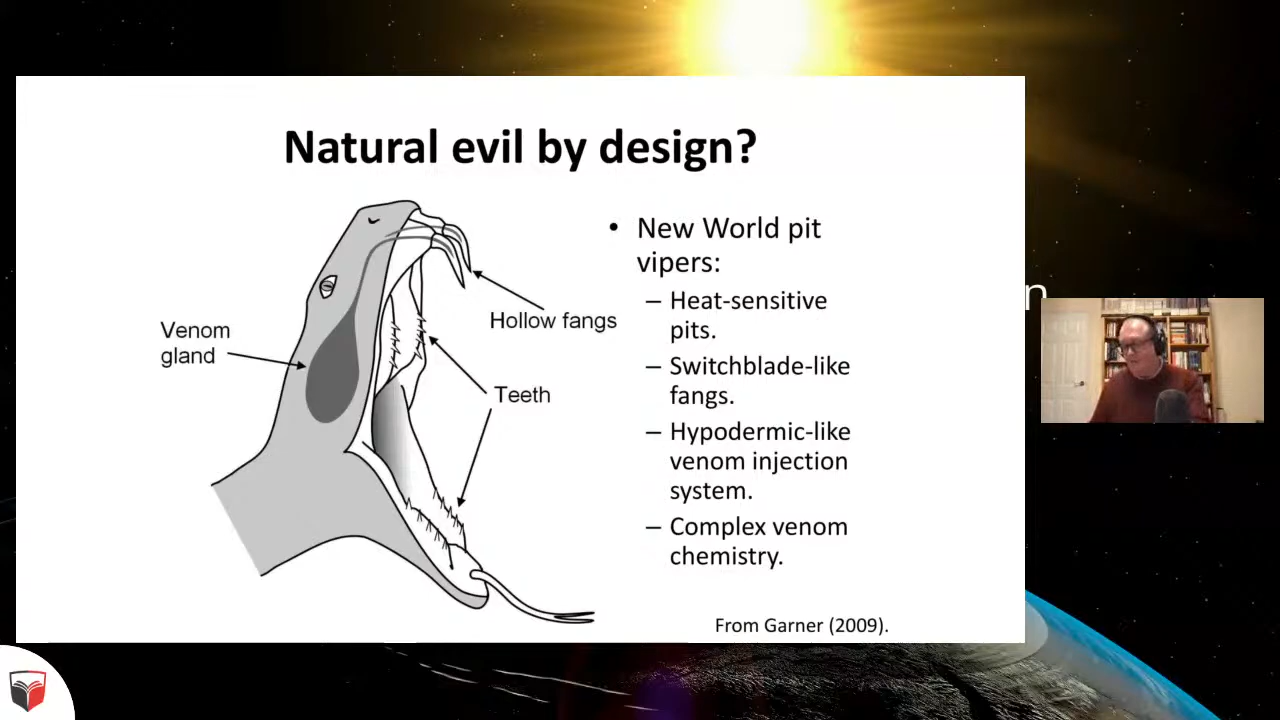 Natural evil by design?
Venom
gland
Hollow fangs
Teeth
• New World pit
vipers:
– Heat-sensitive
pits.
– Switchblade-like
fangs.
– Hypodermic-like
venom injection
system.
– Complex venom
chemistry.
From Garner (2009).
n